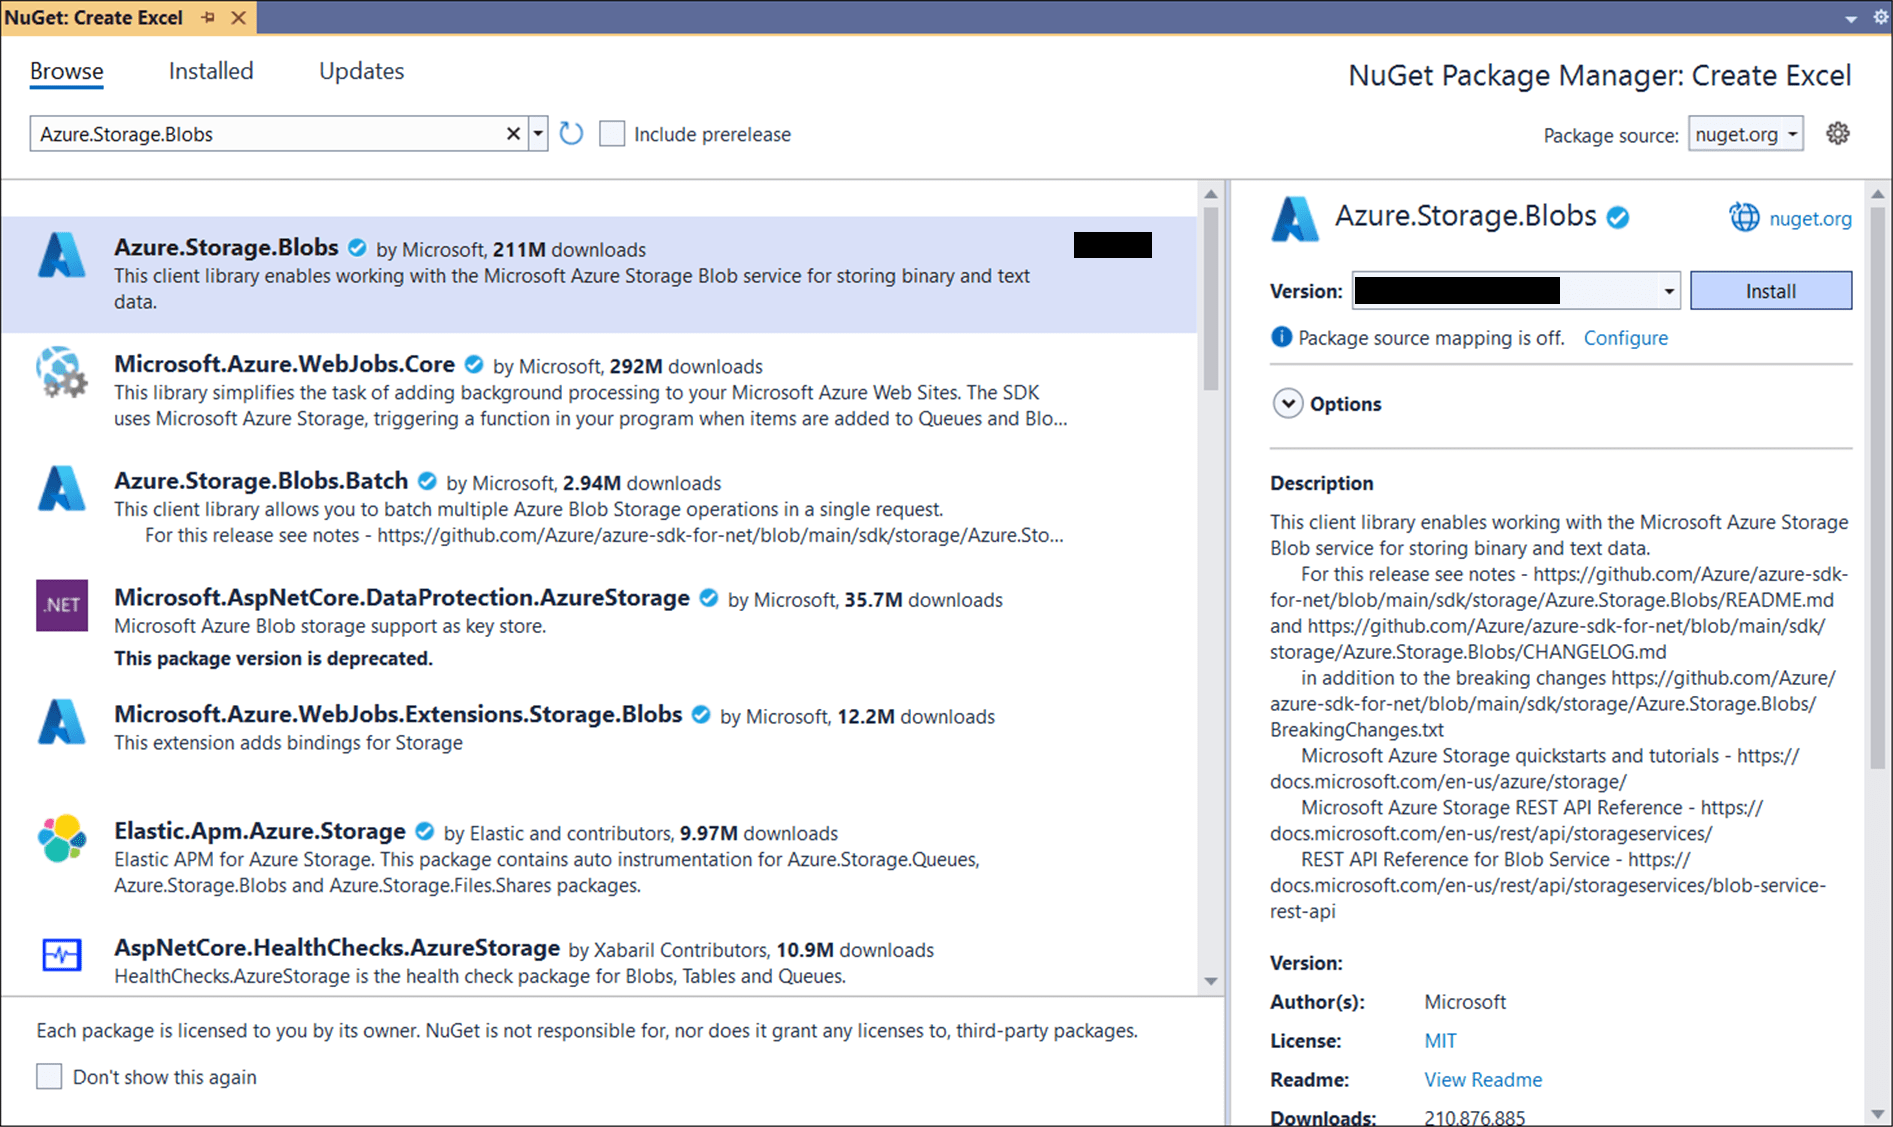 NuGet: Create Excel
Browse Installed Updates
NuGet Package Manager: Create Excel
Azure.Storage.Blobs
Include prerelease
Package source: nuget.org
Azure.Storage.Blobs by Microsoft, 211M downloads
This client library enables working with the Microsoft Azure Storage Blob service for storing binary and text
data.
Microsoft.Azure.WebJobs.Core by Microsoft, 292M downloads
This library simplifies the task of adding background processing to your Microsoft Azure Web Sites. The SDK
uses Microsoft Azure Storage, triggering a function in your program when items are added to Queues and Blo...
Azure.Storage.Blobs.Batch by Microsoft, 2.94M downloads
This client library allows you to batch multiple Azure Blob Storage operations in a single request.
For this release see notes - https://github.com/Azure/azure-sdk-for-net/blob/main/sdk/storage/Azure.Sto...
.NET
Microsoft.AspNetCore.DataProtection.AzureStorage by Microsoft, 35.7M downloads
Microsoft Azure Blob storage support as key store.
This package version is deprecated.
Microsoft.Azure.WebJobs.Extensions.Storage.Blobs by Microsoft, 12.2M downloads
This extension adds bindings for Storage
Elastic.Apm.Azure.Storage by Elastic and contributors, 9.97M downloads
Elastic APM for Azure Storage. This package contains auto instrumentation for Azure.Storage.Queues,
Azure.Storage.Blobs and Azure.Storage.Files.Shares packages.
AspNetCore.HealthChecks.AzureStorage by Xabaril Contributors, 10.9M downloads
HealthChecks.AzureStorage is the health check package for Blobs, Tables and Queues.
Each package is licensed to you by its owner. NuGet is not responsible for, nor does it grant any licenses to, third-party packages.
Don't show this again
Azure.Storage.Blobs
nuget.org
Version:
Install
Package source mapping is off. Configure
Options
Description
This client library enables working with the Microsoft Azure Storage
Blob service for storing binary and text data.
For this release see notes - https://github.com/Azure/azure-sdk-
for-net/blob/main/sdk/storage/Azure.Storage.Blobs/README.md
and https://github.com/Azure/azure-sdk-for-net/blob/main/sdk/
storage/Azure.Storage.Blobs/CHANGELOG.md
in addition to the breaking changes https://github.com/Azure/
azure-sdk-for-net/blob/main/sdk/storage/Azure.Storage.Blobs/
BreakingChanges.txt
Microsoft Azure Storage quickstarts and tutorials - https://
docs.microsoft.com/en-us/azure/storage/
Microsoft Azure Storage REST API Reference - https://
docs.microsoft.com/en-us/rest/api/storageservices/
REST API Reference for Blob Service - https://
docs.microsoft.com/en-us/rest/api/storageservices/blob-service-
rest-api
Version:
Author(s): Microsoft
License: MIT
Readme: View Readme
Downloads: 210,876,885